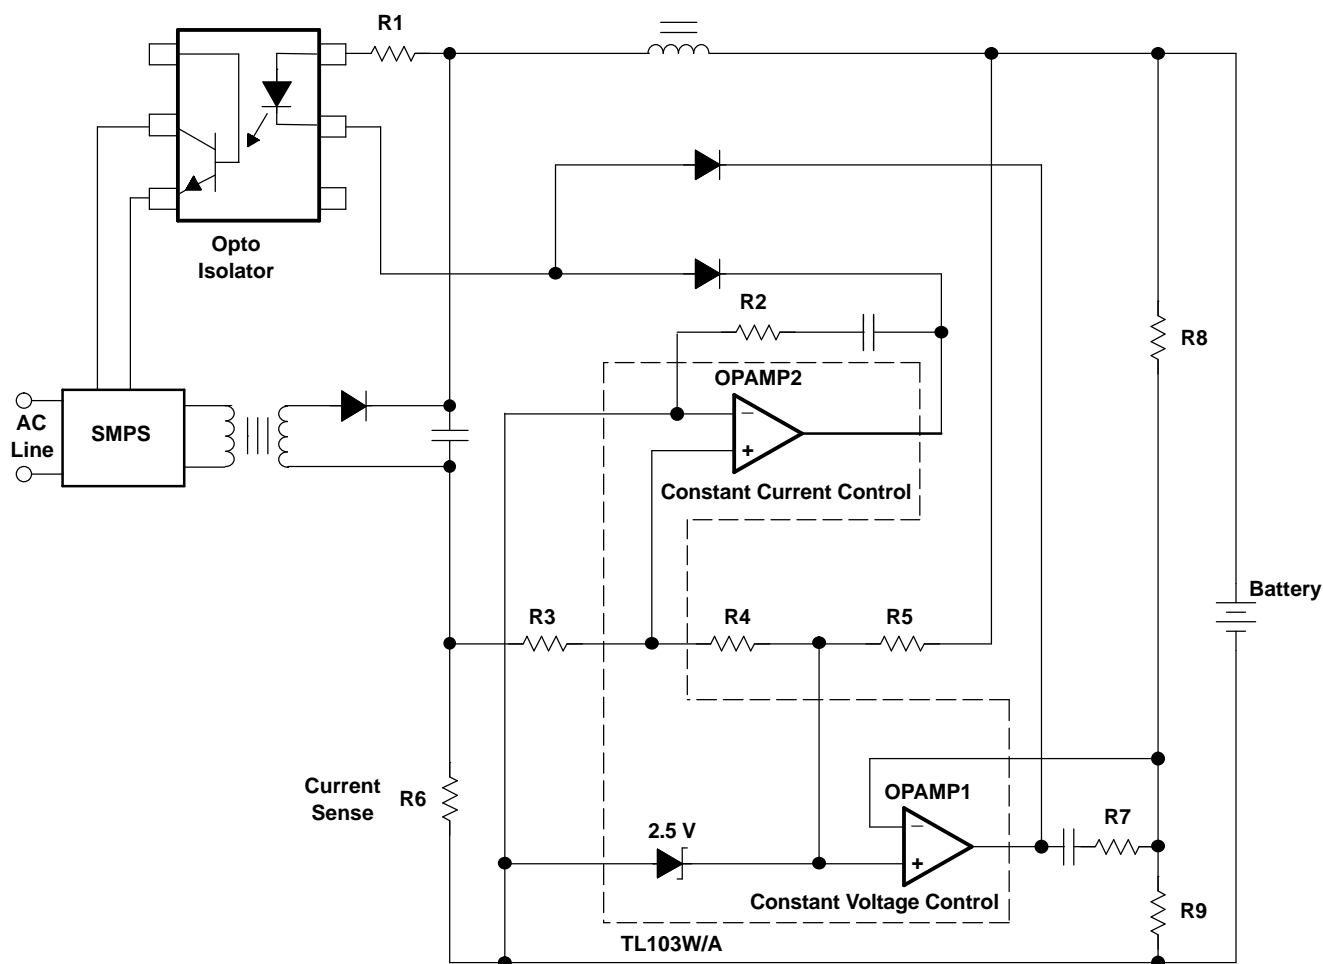 R1
Opto
Isolator
R2
R8
OPAMP2
AC
Line
SMPS
−
+
Constant Current Control
Battery
R3
R4
R5
Current
Sense
R6
OPAMP1
R7
2.5 V
−
+
Constant Voltage Control
R9
TL103W/A